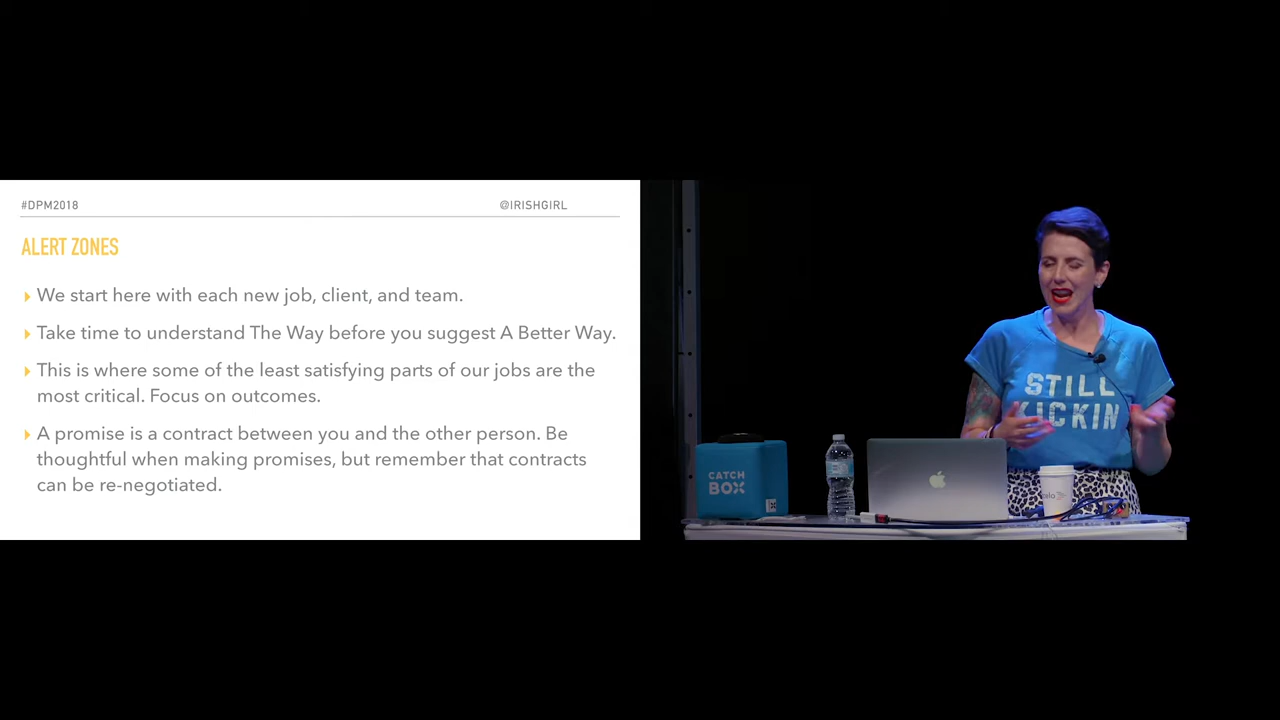 #DPM2018
@IRISHGIRL
ALERT ZONES
We start here with each new job, client, and team.
Take time to understand The Way before you suggest A Better Way.
This is where some of the least satisfying parts of our jobs are the
most critical. Focus on outcomes.
A promise is a contract between you and the other person. Be
thoughtful when making promises, but remember that contracts
can be re-negotiated.
STILL
KICKIN
CATCH
BOX